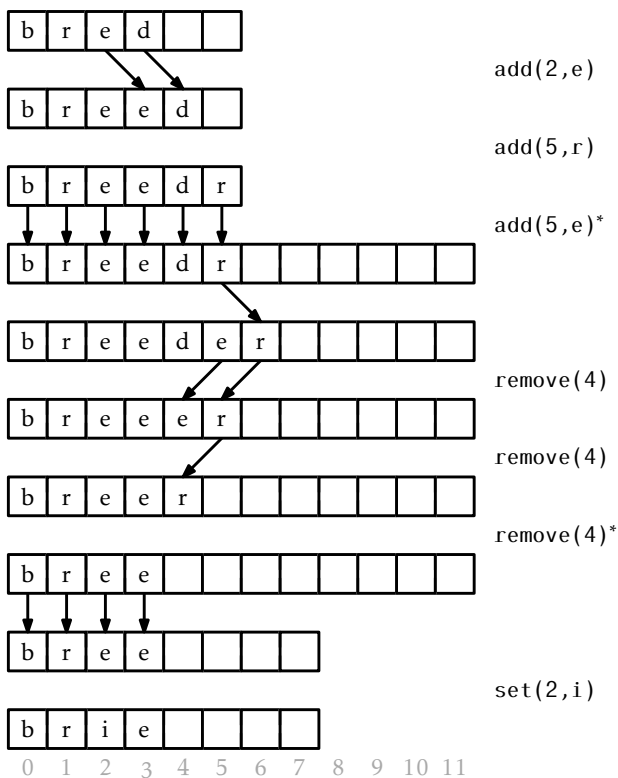 b r e d
add(2,e)
b r e e d
add(5,r)
b r e e d r
add(5,e)*
b r e e d r
b r e e d e r
remove(4)
b r e e e r
remove(4)
b r e e r
remove(4)*
b r e e
b r e e
set(2,i)
b r i e
0 1 2 3 4 5 6 7 8 9 10 11